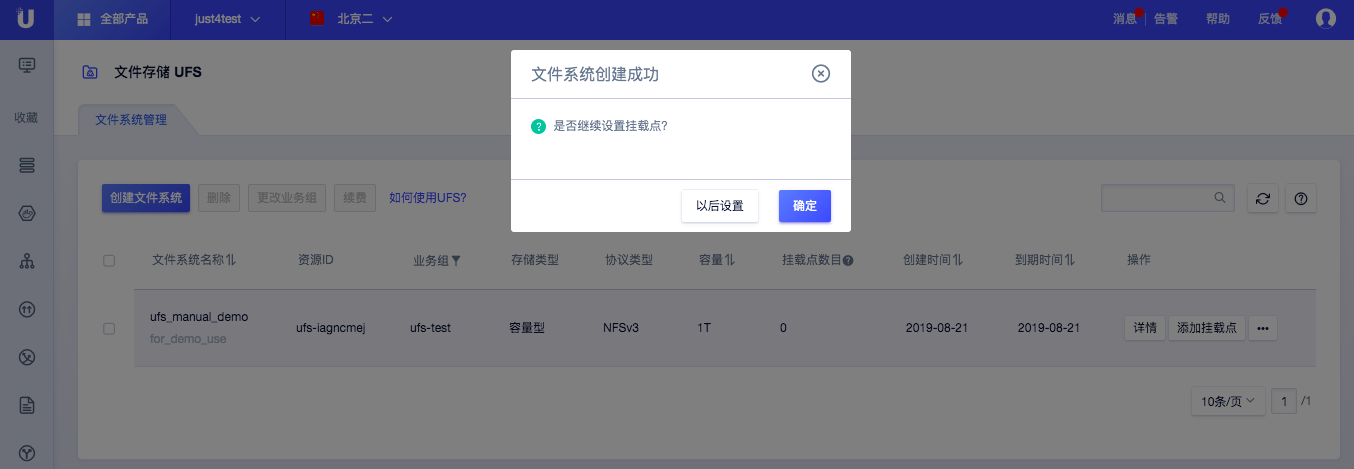 全部产品
just4test
北京二
消息
告警
帮助
反馈
文件存储 UFS
收藏
文件系统管理
文件系统创建成功
是否继续设置挂载点?
以后设置
确定
创建文件系统
删除
更改业务组
续费
如何使用UFS?
文件系统名称
资源ID
业务组
存储类型
协议类型
容量
挂载点数目
创建时间
到期时间
操作
ufs_manual_demo
for_demo_use
ufs-iagncmej
ufs-test
容量型
NFSv3
1T
0
2019-08-21
2019-08-21
详情
添加挂载点
•••
10条/页
1
/1